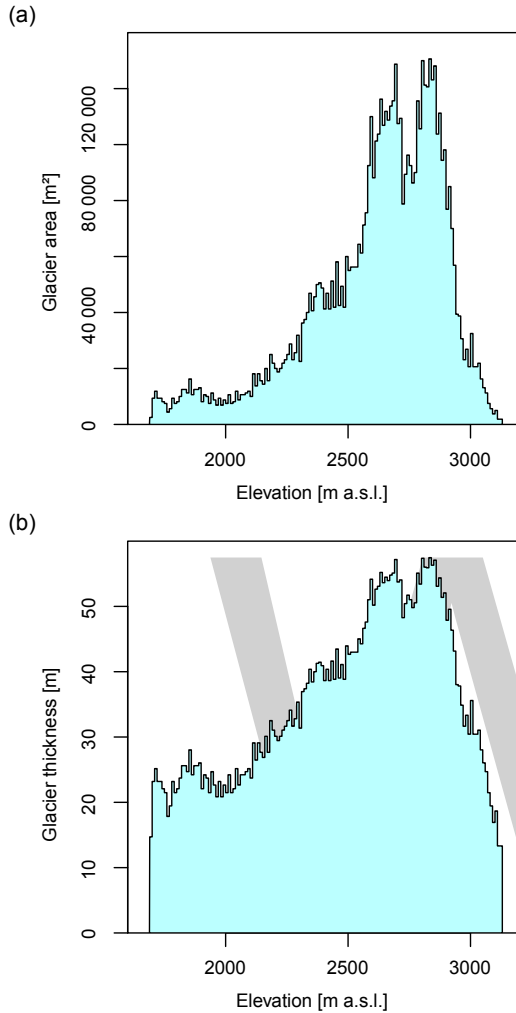 (a)
Glacier area [m²]
120 000
80 000
40 000
0
2000 2500 3000
Elevation [m a.s.l.]
(b)
Glacier thickness [m]
50
40
30
20
10
0
2000 2500 3000
Elevation [m a.s.l.]